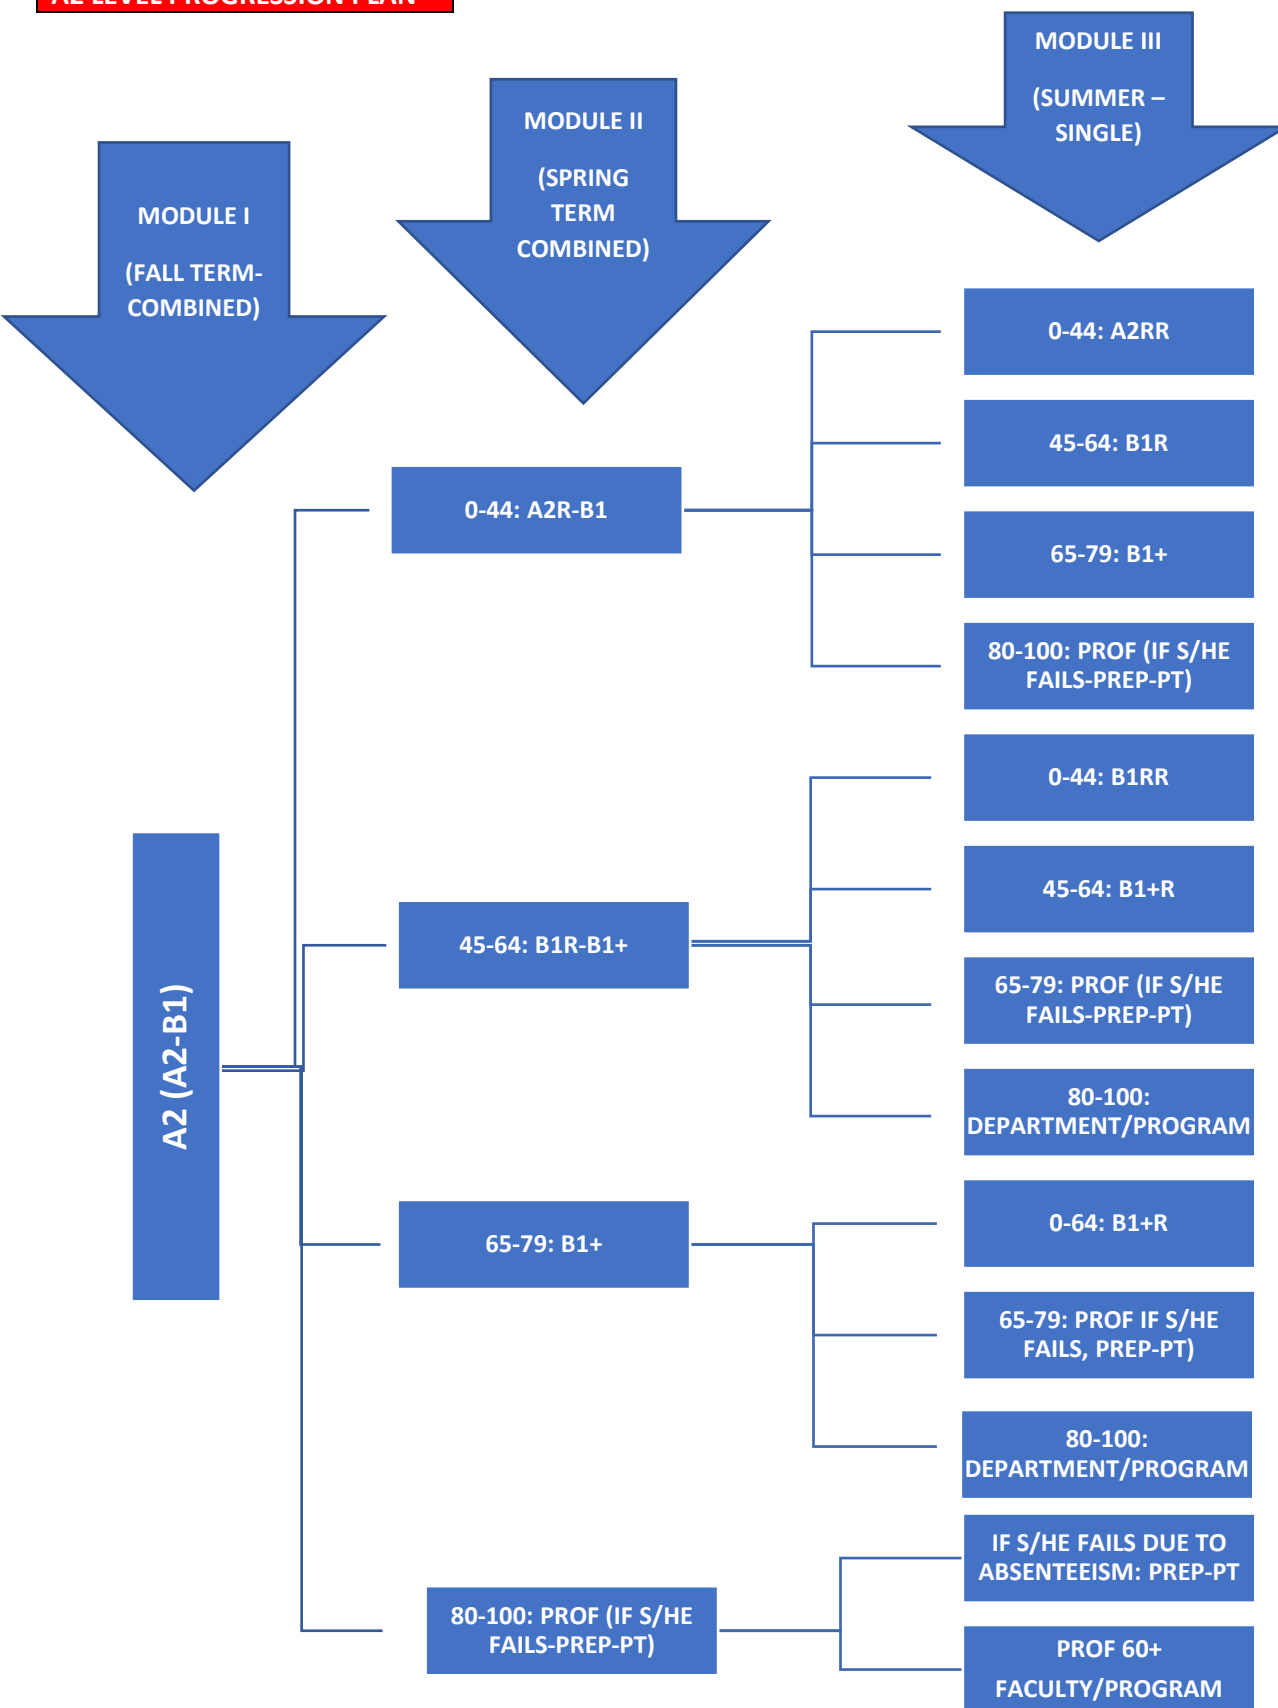 A2 LEVEL PROGRESSION PLAN
MODULE III
(SUMMER –
SINGLE)
MODULE II
(SPRING
TERM
COMBINED)
MODULE I
(FALL TERM-
COMBINED)
A2 (A2-B1)
0-44: A2R-B1
0-44: A2RR
45-64: B1R
65-79: B1+
80-100: PROF (IF S/HE
FAILS-PREP-PT)
45-64: B1R-B1+
0-44: B1RR
45-64: B1+R
65-79: PROF (IF S/HE
FAILS-PREP-PT)
80-100:
DEPARTMENT/PROGRAM
65-79: B1+
0-64: B1+R
65-79: PROF IF S/HE
FAILS, PREP-PT)
80-100:
DEPARTMENT/PROGRAM
80-100: PROF (IF S/HE
FAILS-PREP-PT)
IF S/HE FAILS DUE TO
ABSENTEEISM: PREP-PT
PROF 60+
FACULTY/PROGRAM